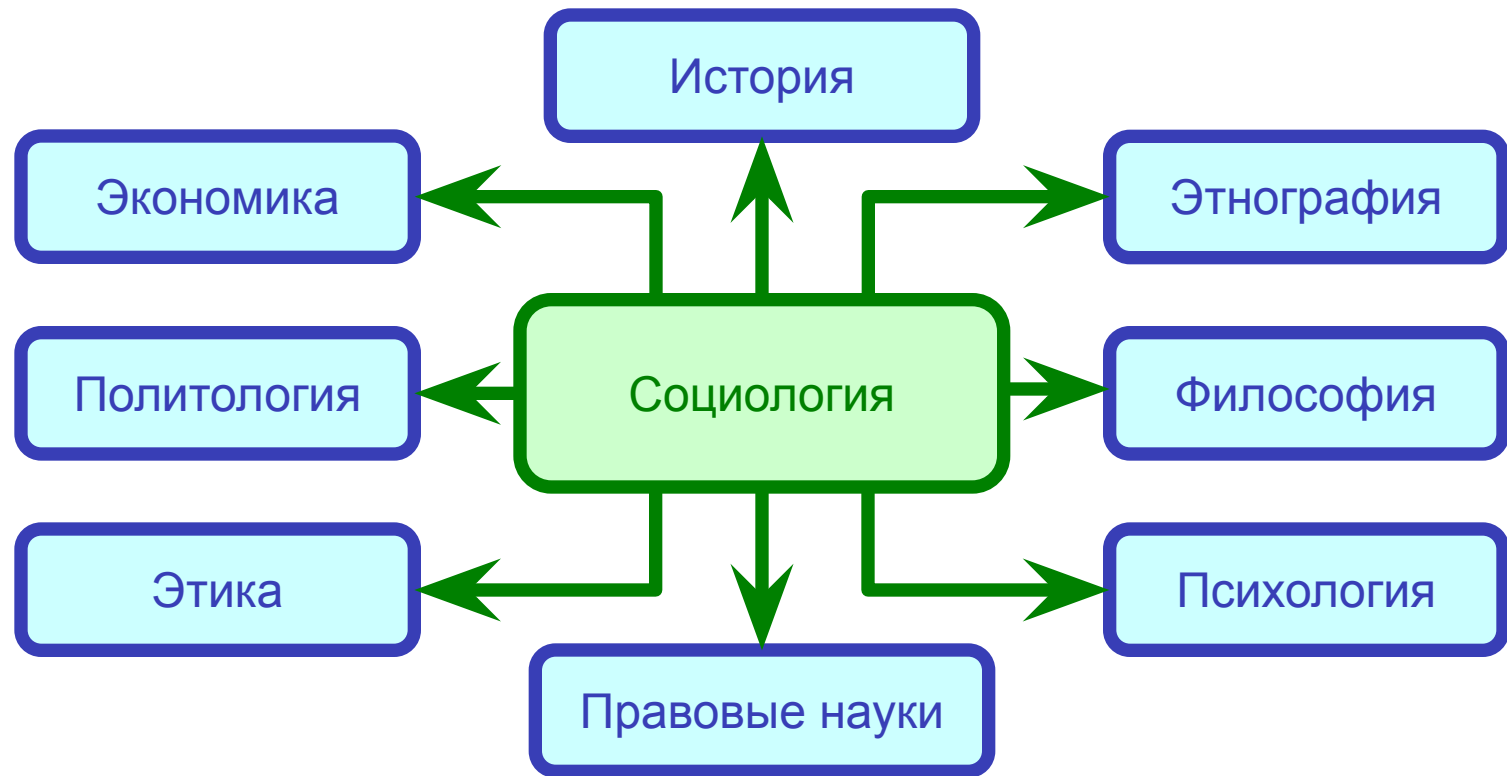 История
Экономика
Этнография
Политология
Социология
Философия
Этика
Психология
Правовые науки